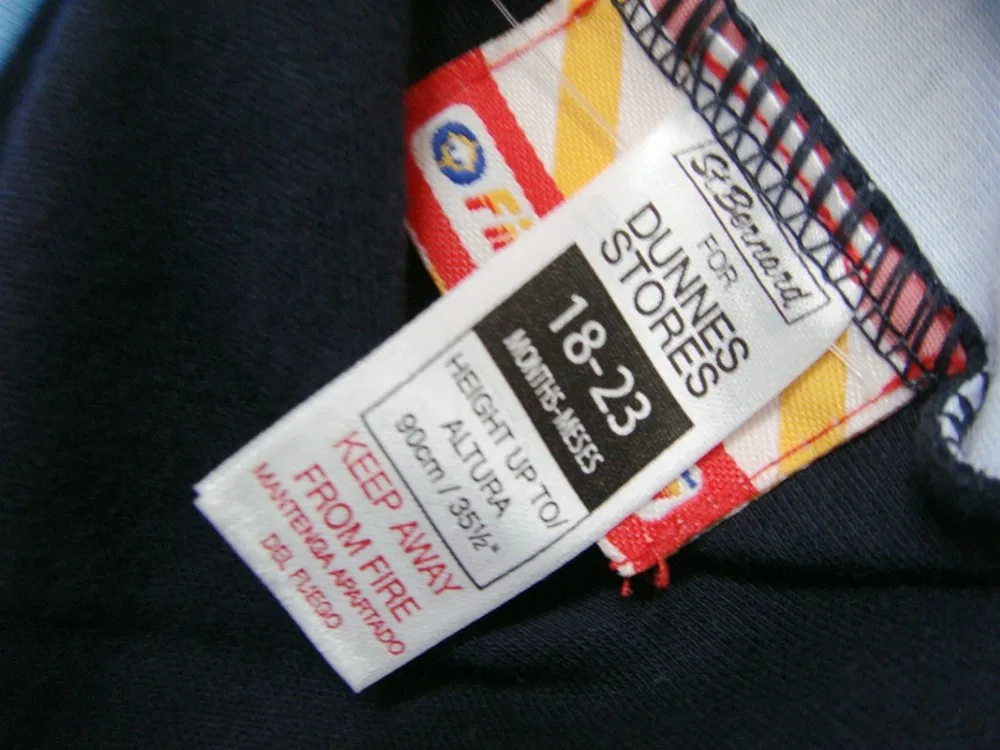 St.Bernard
FOR
DUNNES
STORES
18-23
MONTHS-MESES
HEIGHT UP TO/
ALTURA
90cm / 35½"
KEEP AWAY
FROM FIRE
MANTENGA APARTADO
DEL FUEGO